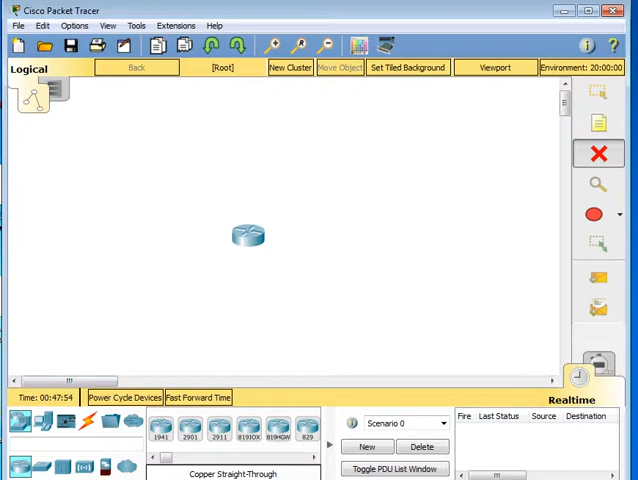 Cisco Packet Tracer
File Edit Options View Tools Extensions Help
Logical Back [Root] New Cluster Move Object Set Tiled Background Viewport Environment: 20:00:00
Time: 00:47:54 Power Cycle Devices Fast Forward Time Realtime
1941 2901 2911 819IOX 819HGW 829
Scenario 0
New Delete
Toggle PDU List Window
Fire Last Status Source Destination
Copper Straight-Through